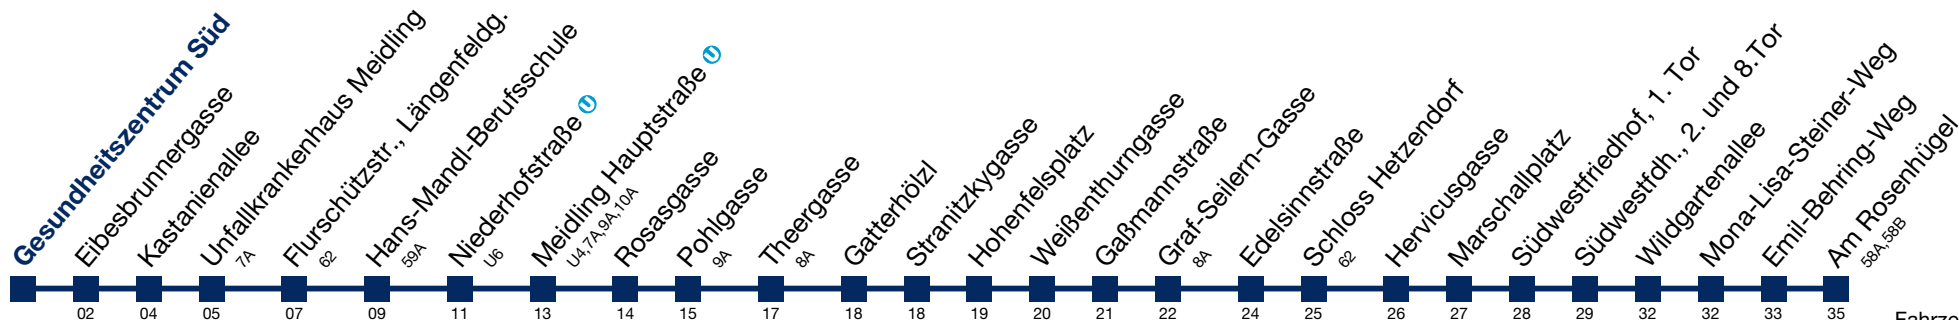 Gesundheitszentrum Süd
Eibesbrunnergasse
Kastanienallee
Unfallkrankenhaus Meidling
7A
Flurschützstr., Längenfeldg.
62
Hans-Mandl-Berufsschule
59A
Niederhofstraße U
U6
Meidling Hauptstraße U
U4,7A,9A,10A
Rosasgasse
Pohlgasse
9A
Theergasse
8A
Gatterhölzl
Stranitzkygasse
Hohenfelsplatz
Weißenthurngasse
Gaßmannstraße
Graf-Seilern-Gasse
8A
Edelsinnstraße
Schloss Hetzendorf
62
Hervicusgasse
Marschallplatz
Südwestfriedhof, 1. Tor
Südwestfdh., 2. und 8.Tor
Wildgartenallee
Mona-Lisa-Steiner-Weg
Emil-Behring-Weg
Am Rosenhügel
58A,58B
02 04 05 07 09 11 13 14 15 17 18 18 19 20 21 22 24 25 26 27 28 29 32 32 33 35